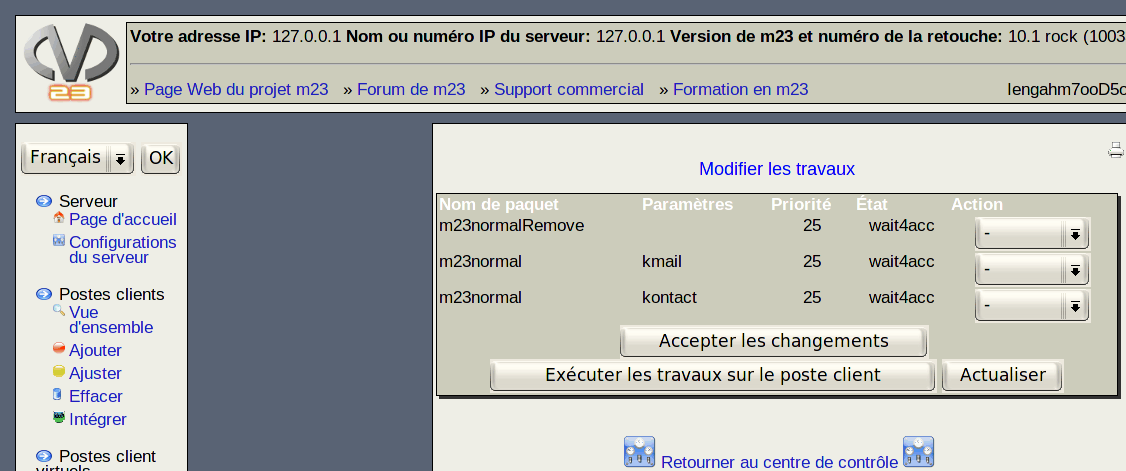 Votre adresse IP: 127.0.0.1 Nom ou numéro IP du serveur: 127.0.0.1 Version de m23 et numéro de la retouche: 10.1 rock (1003
» Page Web du projet m23 » Forum de m23 » Support commercial » Formation en m23
23
Français OK
Serveur
Page d'accueil
Configurations
du serveur
Postes clients
Vue
d'ensemble
Ajouter
Ajuster
Effacer
Intégrer
Postes client
virtuels
Modifier les travaux
Nom de paquet Paramètres Priorité État Action
m23normalRemove 25 wait4acc -
m23normal kmail 25 wait4acc -
m23normal kontact 25 wait4acc -
Accepter les changements
Exécuter les travaux sur le poste client Actualiser
Retourner au centre de contrôle